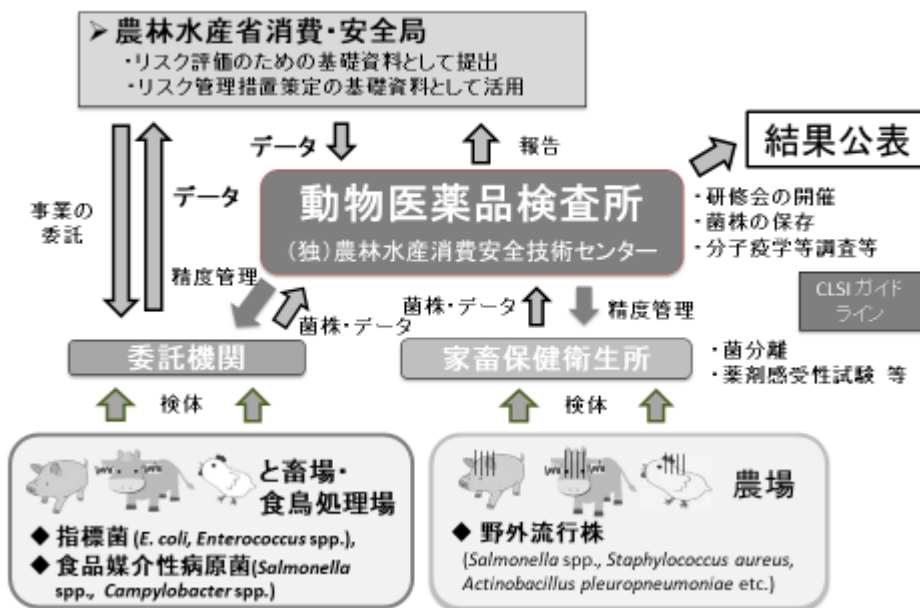 ➢ 農林水産省消費・安全局
・リスク評価のための基礎資料として提出
・リスク管理措置策定の基礎資料として活用
事業の
委託
データ
データ
報告
結果公表
動物医薬品検査所
(独)農林水産消費安全技術センター
・研修会の開催
・菌株の保存
・分子疫学等調査等
精度管理
菌株・データ
菌株・データ
精度管理
CLSI ガイド
ライン
委託機関
家畜保健衛生所
・菌分離
・薬剤感受性試験 等
検体
検体
と畜場・
食鳥処理場
◆ 指標菌(E. coli, Enterococcus spp.),
◆ 食品媒介性病原菌(Salmonella
spp., Campylobacter spp.)
農場
◆ 野外流行株
(Salmonella spp., Staphylococcus aureus,
Actinobacillus pleuropneumoniae etc.)